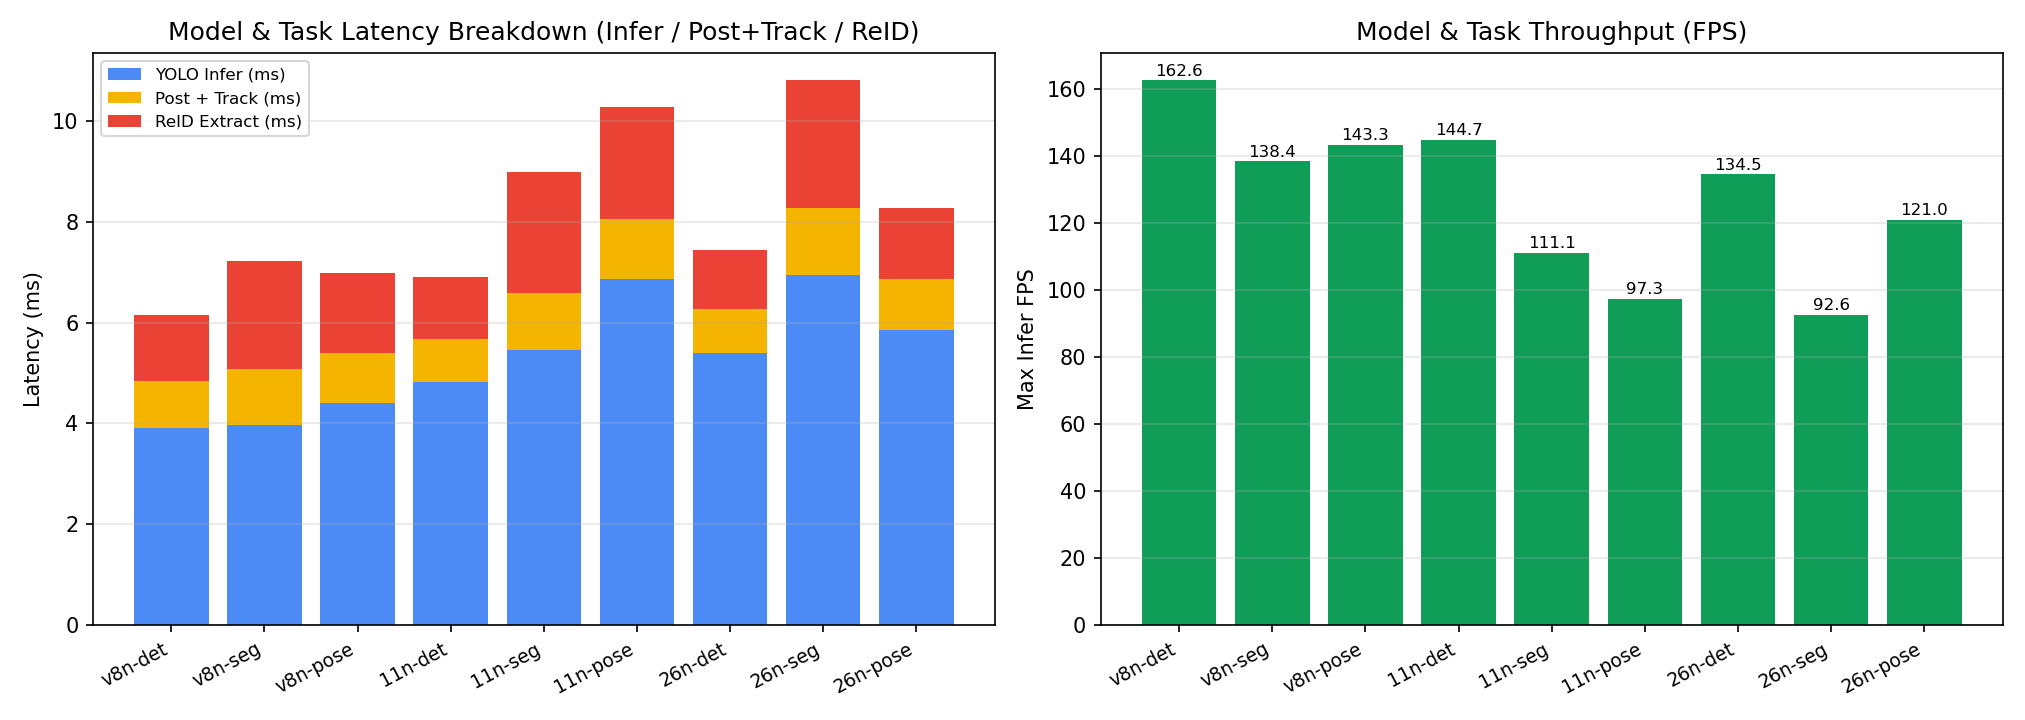 Model & Task Latency Breakdown (Infer / Post+Track / ReID)
YOLO Infer (ms)
Post + Track (ms)
ReID Extract (ms)
Latency (ms)
10
8
6
4
2
0
v8n-det
v8n-seg
v8n-pose
11n-det
11n-seg
11n-pose
26n-det
26n-seg
26n-pose
Model & Task Throughput (FPS)
Max Infer FPS
160
140
120
100
80
60
40
20
0
162.6
138.4
143.3
144.7
111.1
97.3
134.5
92.6
121.0
v8n-det
v8n-seg
v8n-pose
11n-det
11n-seg
11n-pose
26n-det
26n-seg
26n-pose